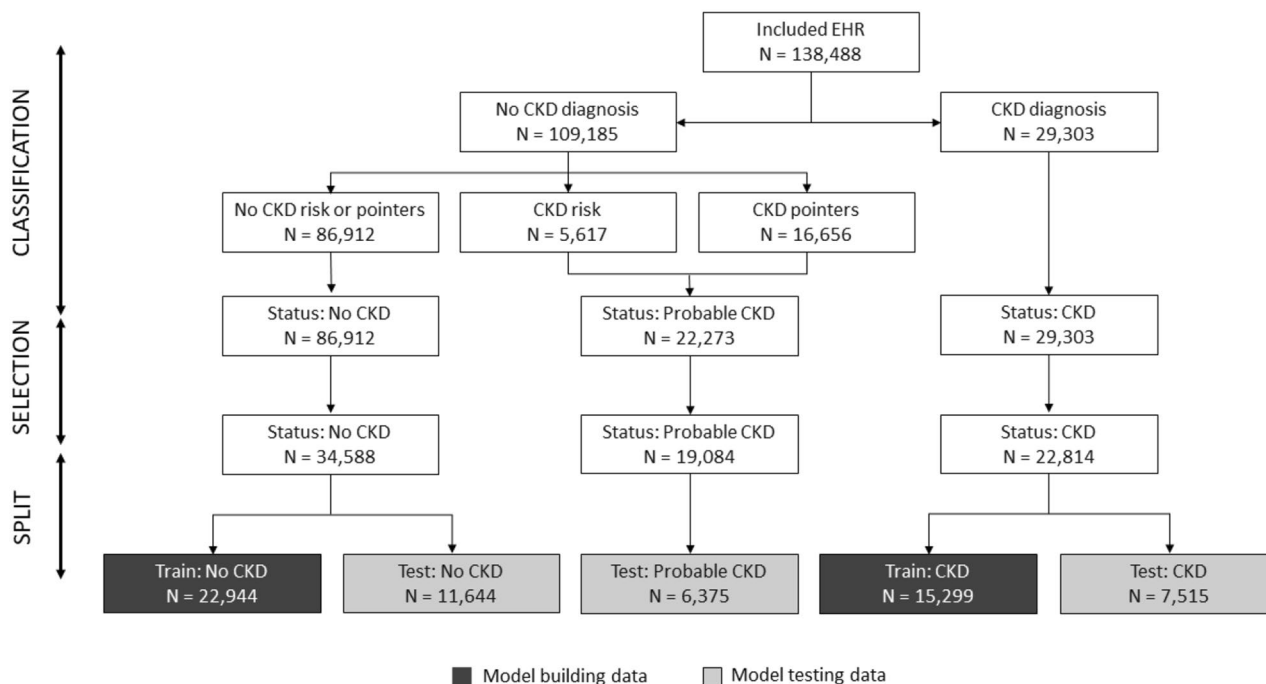 Included EHR
N = 138,488
No CKD diagnosis
N = 109,185
CKD diagnosis
N = 29,303
CLASSIFICATION
No CKD risk or pointers
N = 86,912
CKD risk
N = 5,617
CKD pointers
N = 16,656
Status: No CKD
N = 86,912
Status: Probable CKD
N = 22,273
Status: CKD
N = 29,303
SELECTION
Status: No CKD
N = 34,588
Status: Probable CKD
N = 19,084
Status: CKD
N = 22,814
SPLIT
Train: No CKD
N = 22,944
Test: No CKD
N = 11,644
Test: Probable CKD
N = 6,375
Train: CKD
N = 15,299
Test: CKD
N = 7,515
Model building data
Model testing data